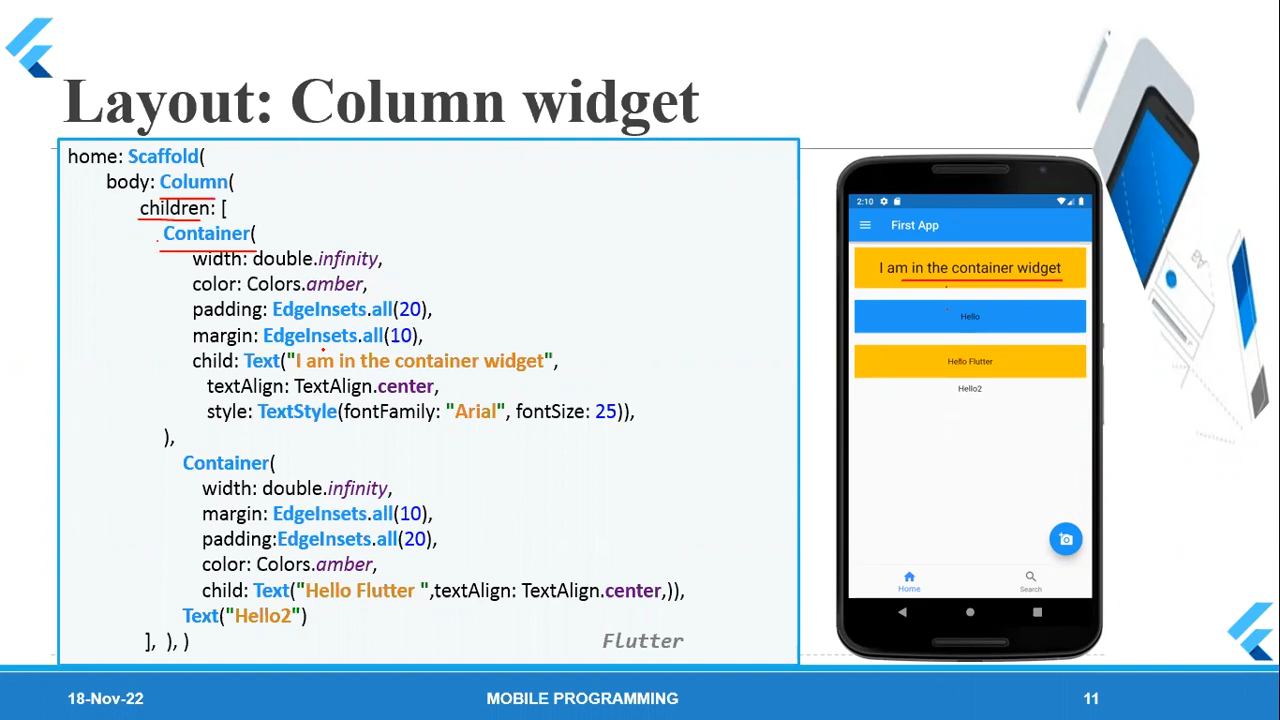 Layout: Column widget
home: Scaffold(
body: Column(
children: [
Container(
width: double.infinity,
color: Colors.amber,
padding: EdgeInsets.all(20),
margin: EdgeInsets.all(10),
child: Text("I am in the container widget",
textAlign: TextAlign.center,
style: TextStyle(fontFamily: "Arial", fontSize: 25)),
),
Container(
width: double.infinity,
margin: EdgeInsets.all(10),
padding:EdgeInsets.all(20),
color: Colors.amber,
child: Text("Hello Flutter ",textAlign: TextAlign.center,)),
Text("Hello2")
], ), )
Flutter
2:10
First App
I am in the container widget
Hello
Hello Flutter
Hello2
Home
Search
18-Nov-22
MOBILE PROGRAMMING
11